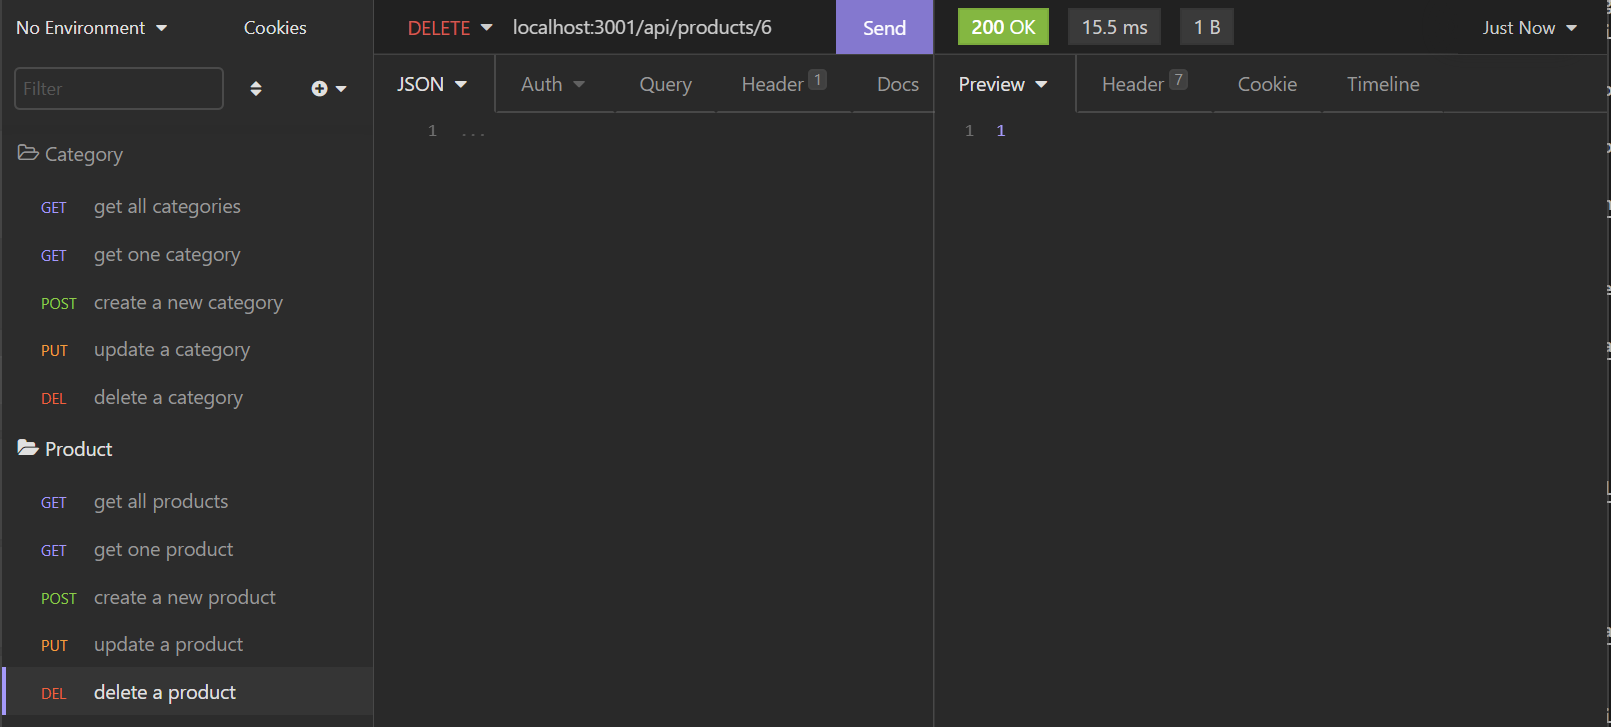 No Environment Cookies
DELETE localhost:3001/api/products/6 Send
200 OK 15.5 ms 1 B Just Now
Filter
JSON Auth Query Header 1 Docs
Preview Header 7 Cookie Timeline
1 ...
1 1
Category
GET get all categories
GET get one category
POST create a new category
PUT update a category
DEL delete a category
Product
GET get all products
GET get one product
POST create a new product
PUT update a product
DEL delete a product